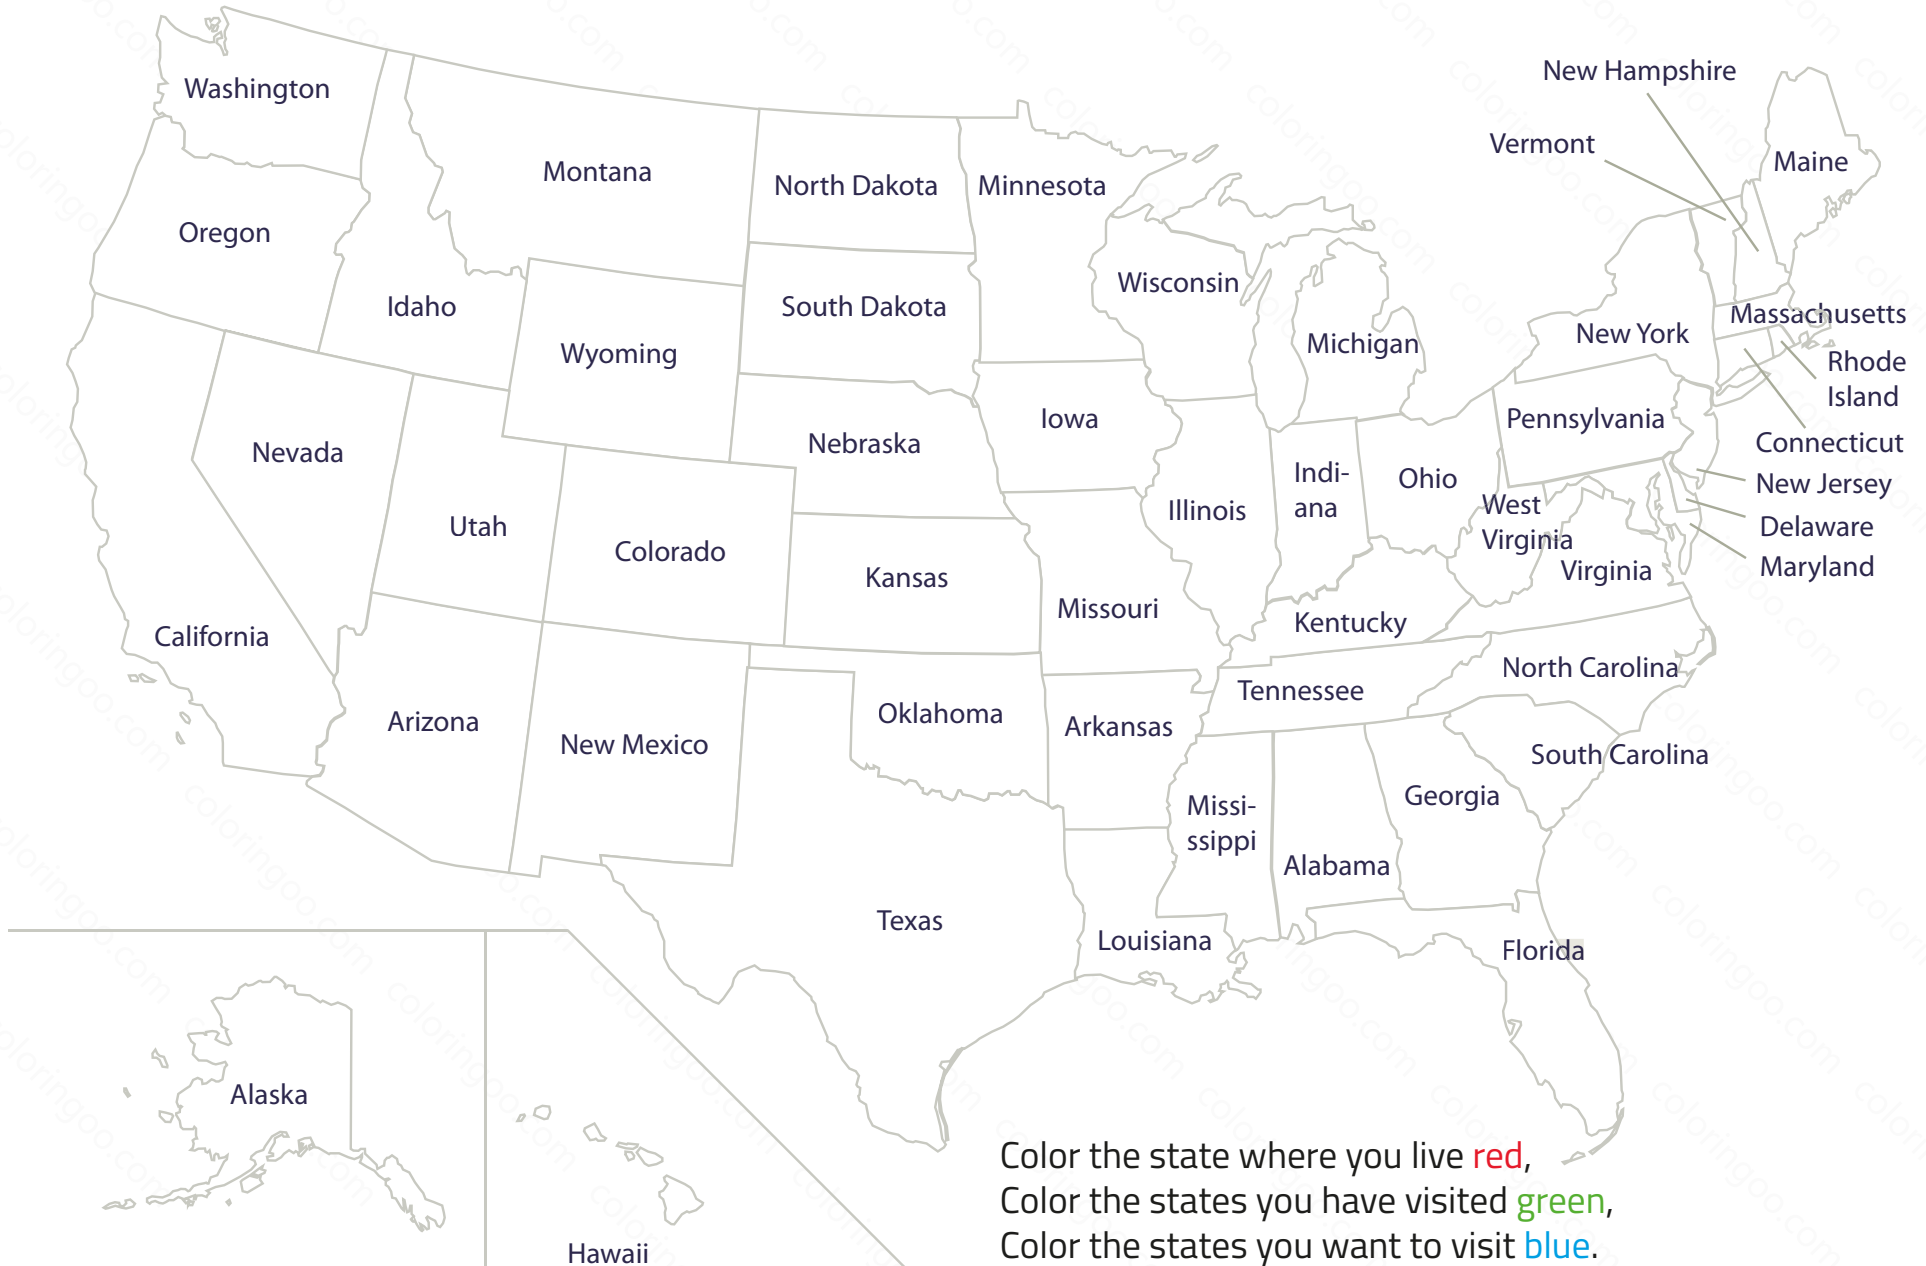 New Hampshire
Washington
Vermont
Maine
Montana
North Dakota
Minnesota
Oregon
Wisconsin
Idaho
South Dakota
Massachusetts
New York
Michigan
Wyoming
Rhode
Island
Iowa
Pennsylvania
Nebraska
Connecticut
Nevada
Indi-
ana
Ohio
New Jersey
West
Virginia
Illinois
Utah
Delaware
Colorado
Maryland
Virginia
Kansas
Missouri
Kentucky
California
North Carolina
Tennessee
Oklahoma
Arizona
Arkansas
New Mexico
South Carolina
Georgia
Missi-
ssippi
Alabama
Texas
Louisiana
Florida
Alaska
Hawaii
Color the state where you live red,
Color the states you have visited green,
Color the states you want to visit blue.
coloringoo.com